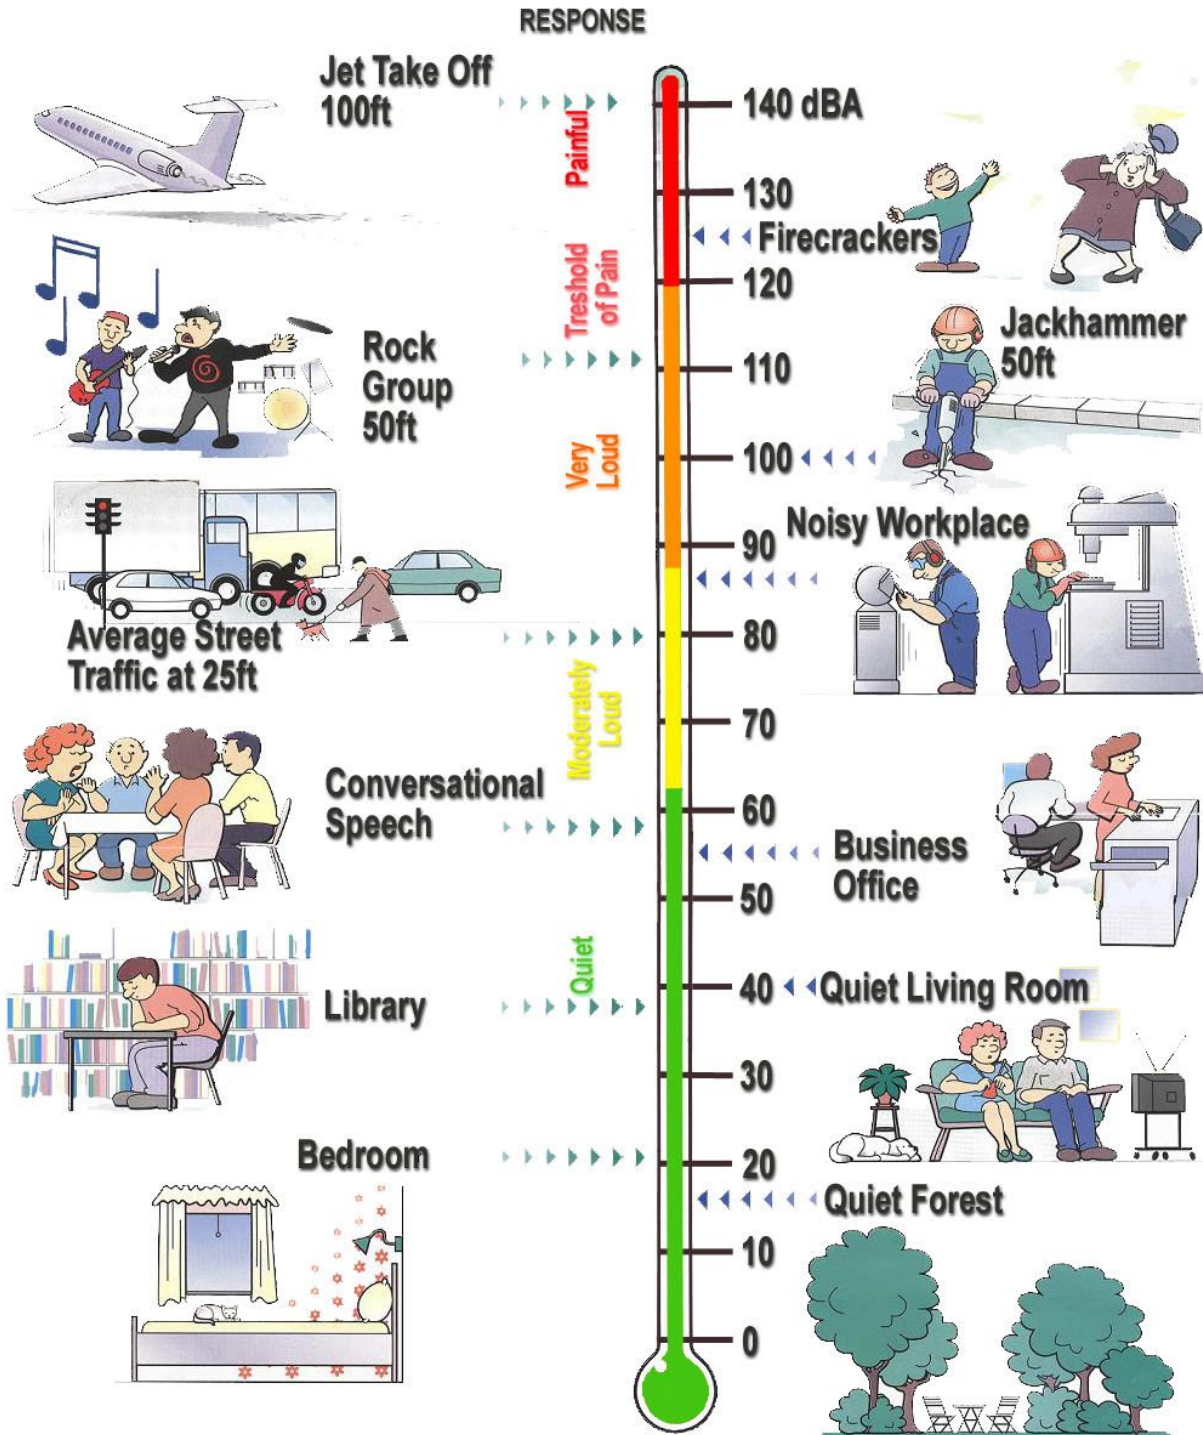 RESPONSE
Jet Take Off
100ft
Painful
140 dBA
130
Firecrackers
Treshold
of Pain
120
Rock
Group
50ft
110
Jackhammer
50ft
Very
Loud
100
Noisy Workplace
90
Average Street
Traffic at 25ft
80
Moderately
Loud
70
Conversational
Speech
60
Business
Office
50
Quiet
Library
40
Quiet Living Room
30
Bedroom
20
Quiet Forest
10
0